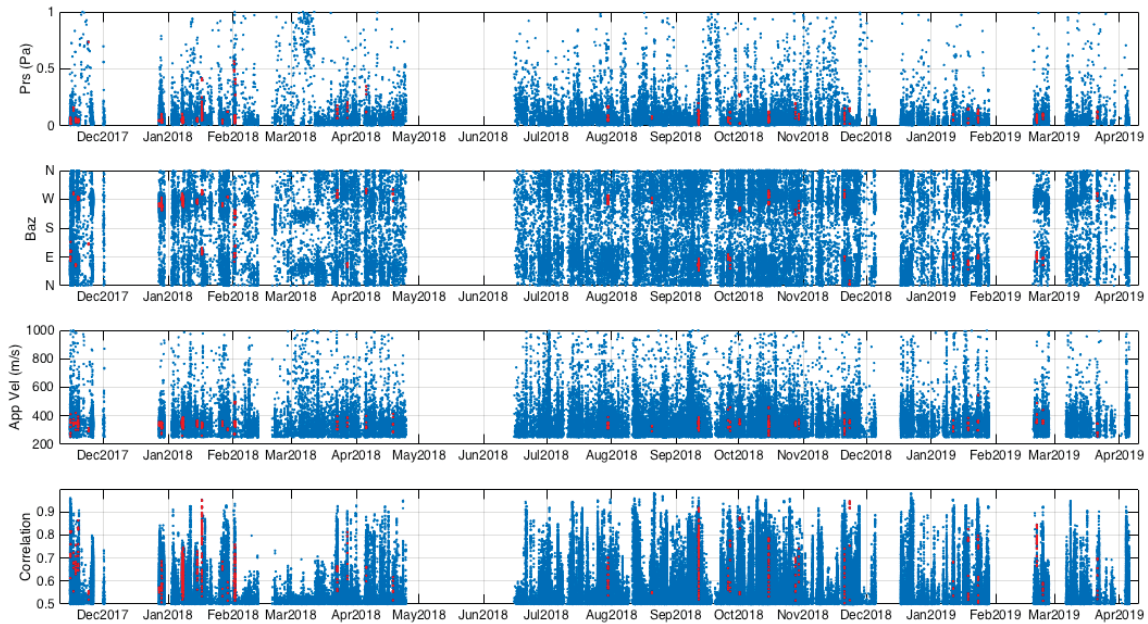 Prs (Pa)
1
0.5
0
Dec2017 Jan2018 Feb2018 Mar2018 Apr2018 May2018 Jun2018 Jul2018 Aug2018 Sep2018 Oct2018 Nov2018 Dec2018 Jan2019 Feb2019 Mar2019 Apr2019
Baz
N
W
S
E
N
Dec2017 Jan2018 Feb2018 Mar2018 Apr2018 May2018 Jun2018 Jul2018 Aug2018 Sep2018 Oct2018 Nov2018 Dec2018 Jan2019 Feb2019 Mar2019 Apr2019
App Vel (m/s)
1000
800
600
400
200
Dec2017 Jan2018 Feb2018 Mar2018 Apr2018 May2018 Jun2018 Jul2018 Aug2018 Sep2018 Oct2018 Nov2018 Dec2018 Jan2019 Feb2019 Mar2019 Apr2019
Correlation
0.9
0.8
0.7
0.6
0.5
Dec2017 Jan2018 Feb2018 Mar2018 Apr2018 May2018 Jun2018 Jul2018 Aug2018 Sep2018 Oct2018 Nov2018 Dec2018 Jan2019 Feb2019 Mar2019 Apr2019